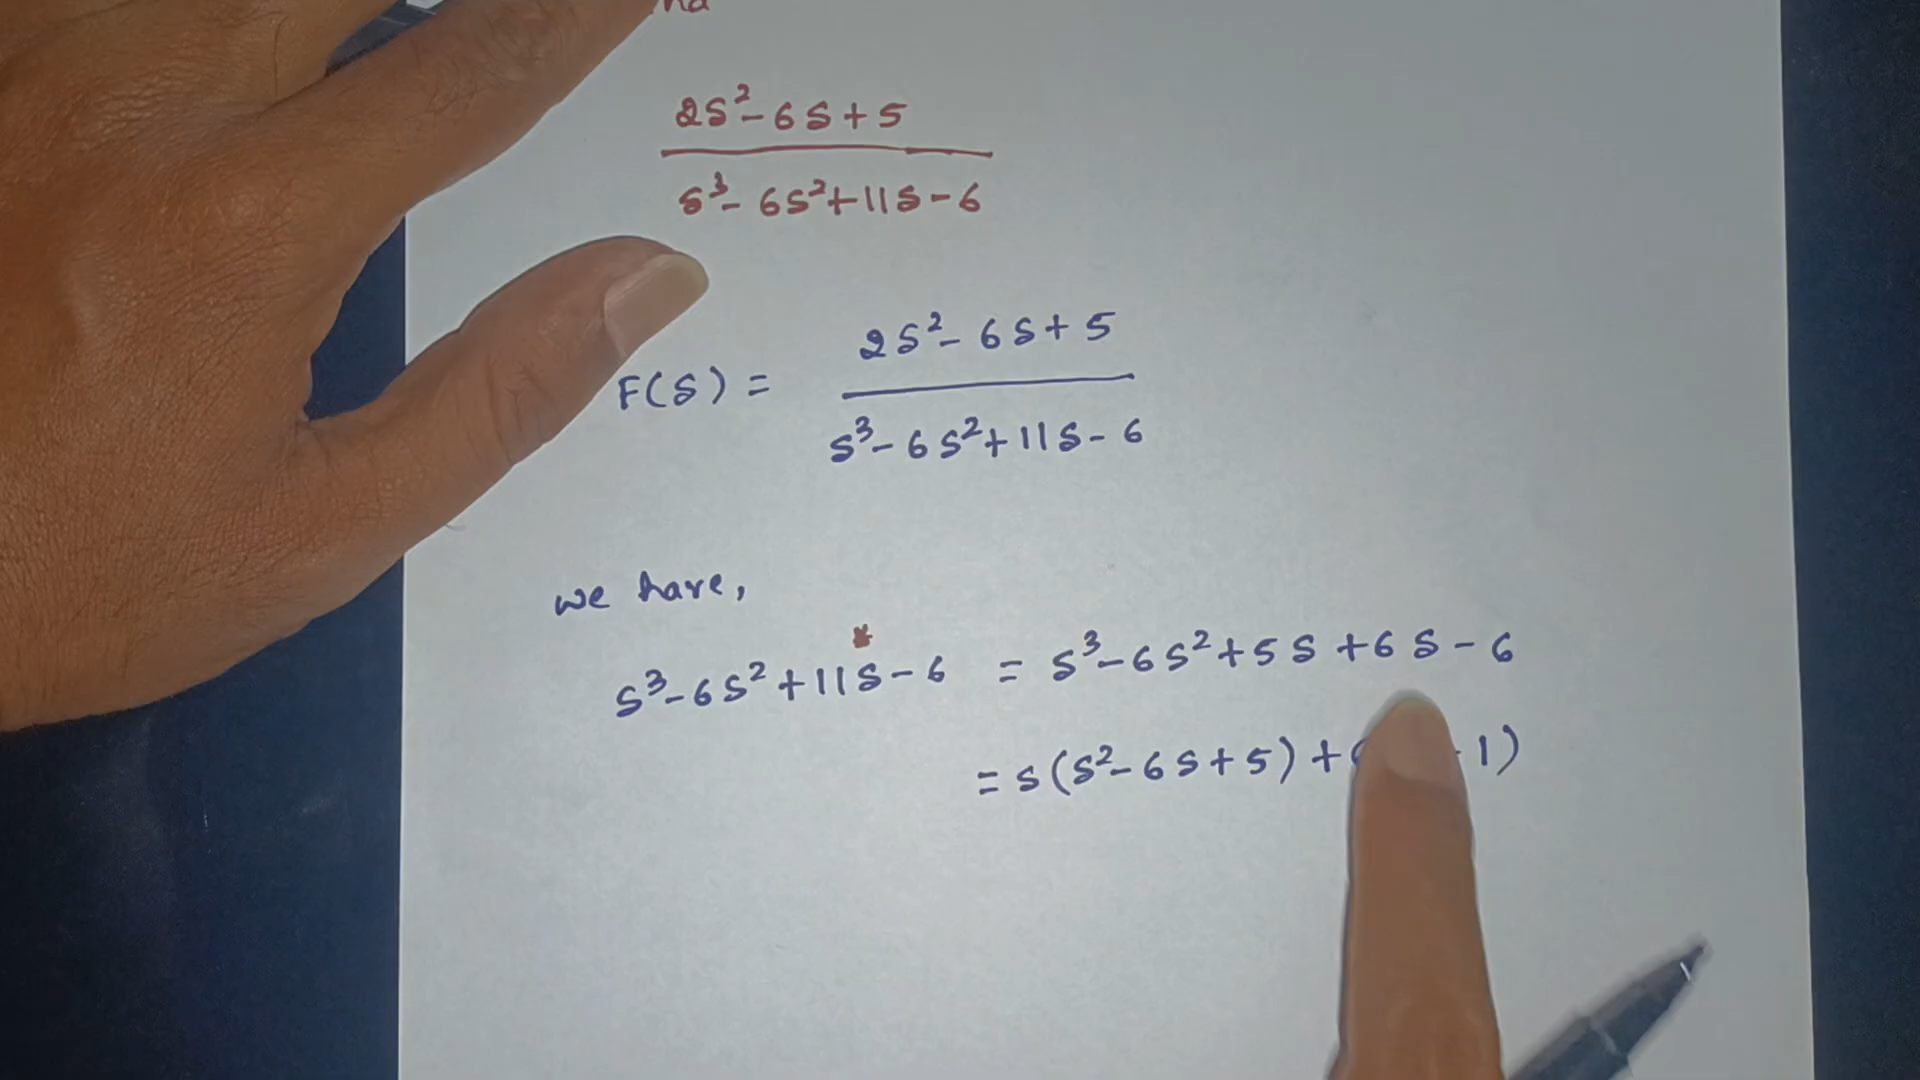 2s²-6s+5
s³-6s²+11s-6
F(s) = 2s²-6s+5
s³-6s²+11s-6
we have,
s³-6s²+11s-6 = s³-6s²+5s+6s-6
= s(s²-6s+5)+ 1)